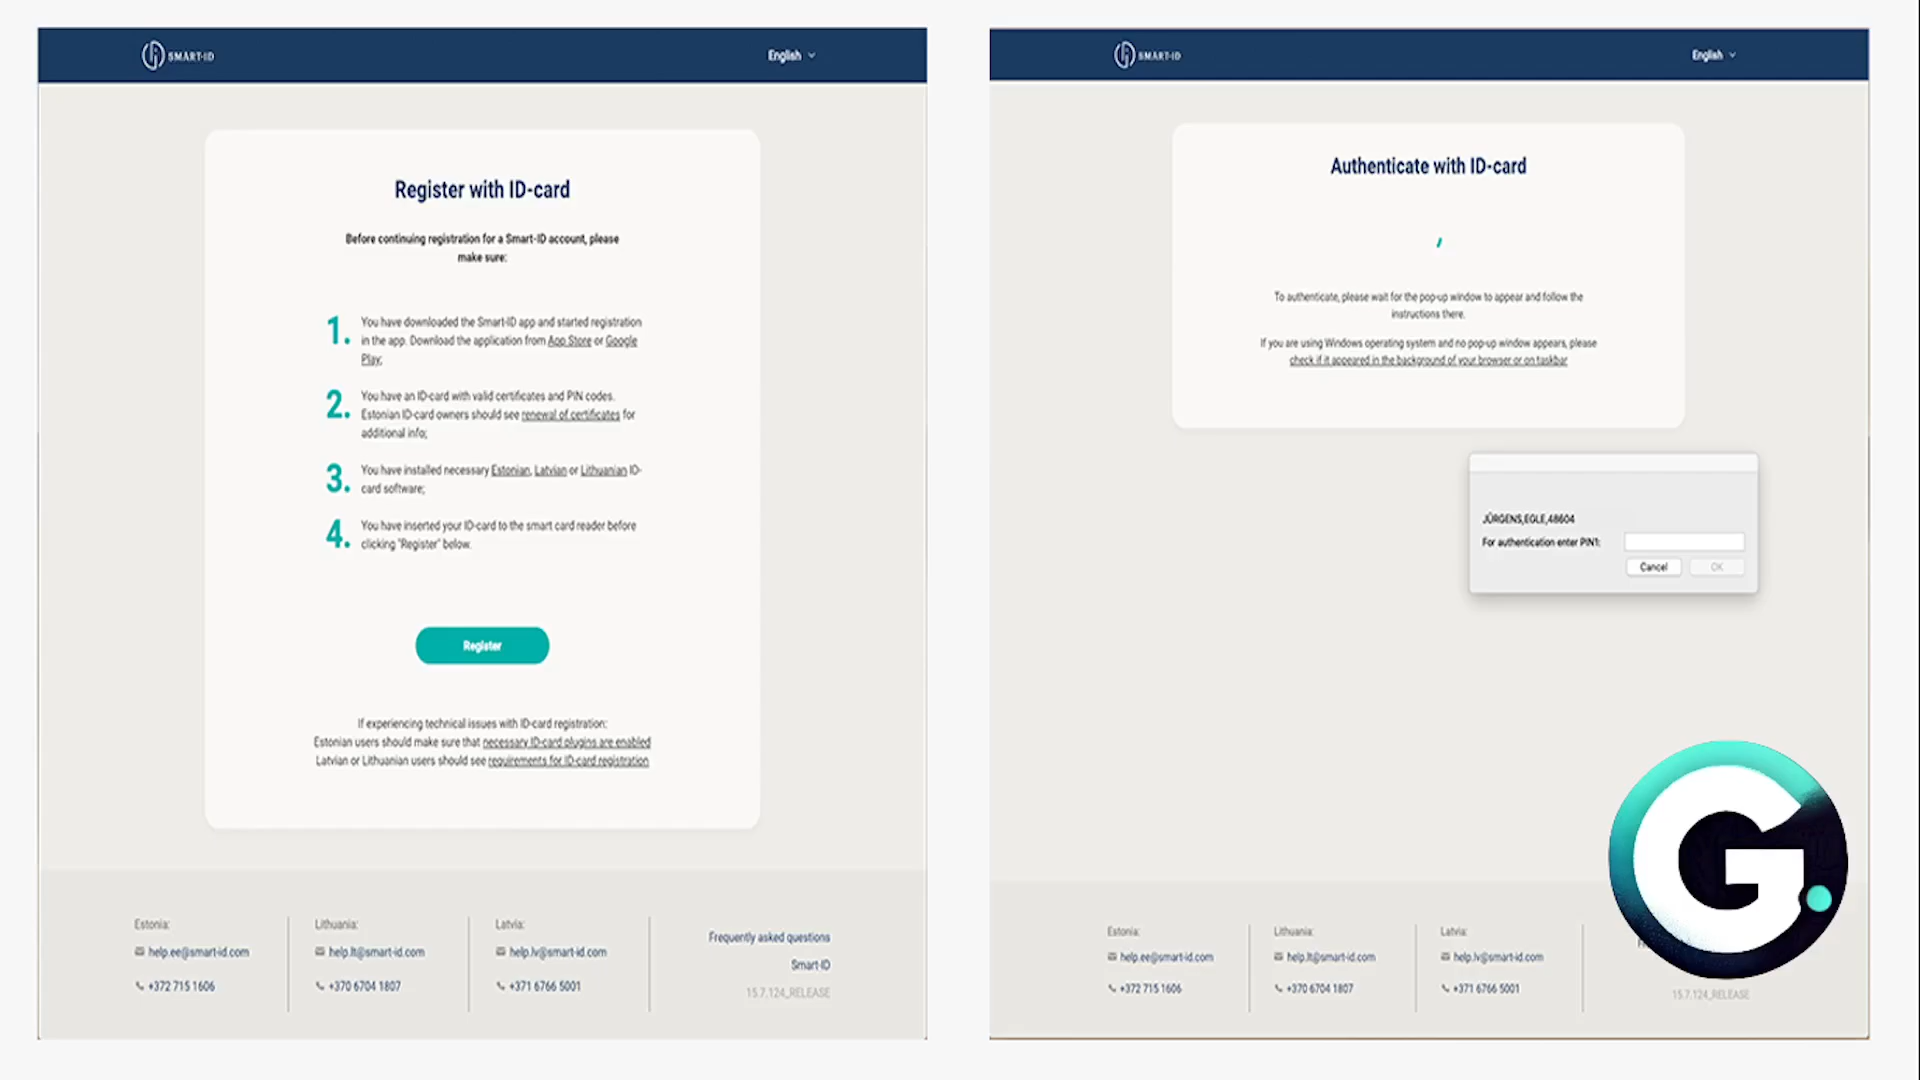 SMART-ID
English
Register with ID-card
Before continuing registration for a Smart-ID account, please
make sure:
1. You have downloaded the Smart-ID app and started registration
in the app. Download the application from App Store or Google
Play;
2. You have an ID-card with valid certificates and PIN codes.
Estonian ID-card owners should see renewal of certificates for
additional info;
3. You have installed necessary Estonian, Latvian or Lithuanian ID-
card software;
4. You have inserted your ID-card to the smart card reader before
clicking "Register" below.
Register
If experiencing technical issues with ID-card registration:
Estonian users should make sure that necessary ID-card plugins are enabled
Latvian or Lithuanian users should see requirements for ID-card registration
Estonia:
help.ee@smart-id.com
+372 715 1606
Lithuania:
help.lt@smart-id.com
+370 6704 1807
Latvia:
help.lv@smart-id.com
+371 6766 5001
Frequently asked questions
Smart-ID
15.7.124_RELEASE
SMART-ID
English
Authenticate with ID-card
To authenticate, please wait for the pop-up window to appear and follow the
instructions there.
If you are using Windows operating system and no pop-up window appears, please
check if it appeared in the background of your browser or on taskbar
JÜRGENS,EGLE,48604
For authentication enter PIN1:
Cancel
OK
Estonia:
help.ee@smart-id.com
+372 715 1606
Lithuania:
help.lt@smart-id.com
+370 6704 1807
Latvia:
help.lv@smart-id.com
+371 6766 5001
15.7.124_RELEASE
G